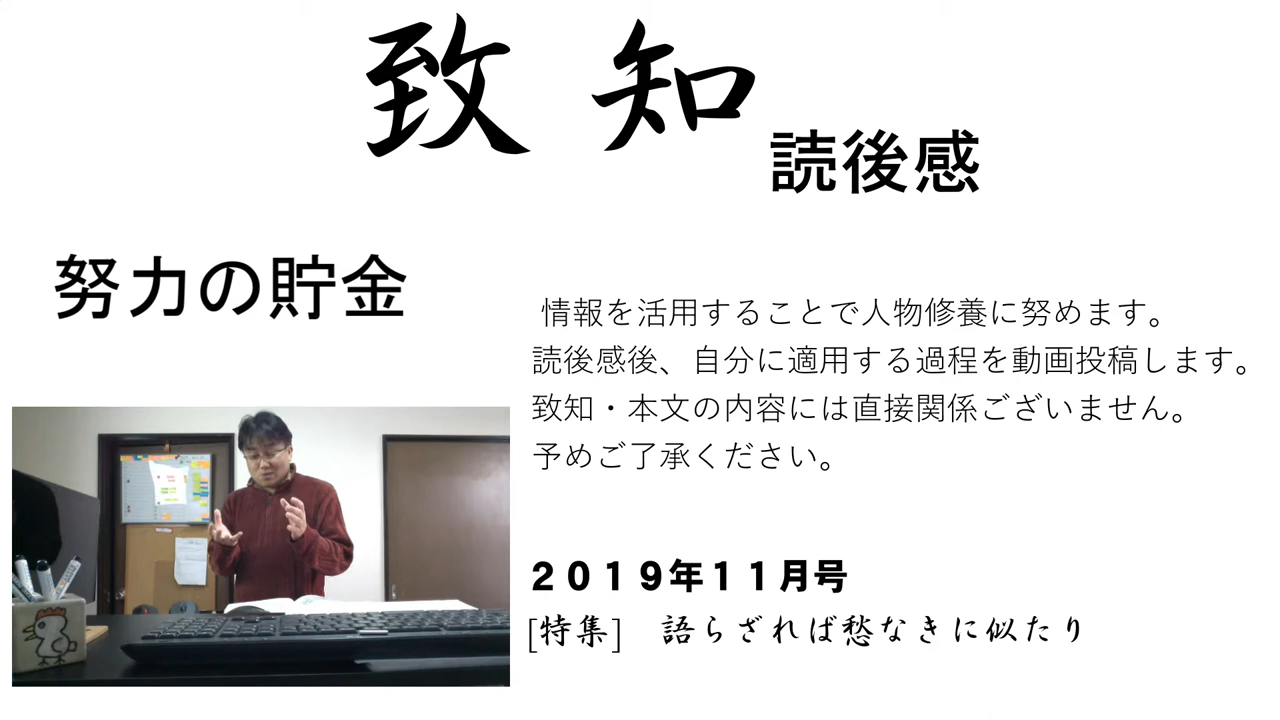 致 知
読後感
努力の貯金
情報を活用することで人物修養に努めます。
読後感後、自分に適用する過程を動画投稿します。
致知・本文の内容には直接関係ございません。
予めご了承ください。
２０１９年１１月号
[特集]　語らざれば愁なきに似たり